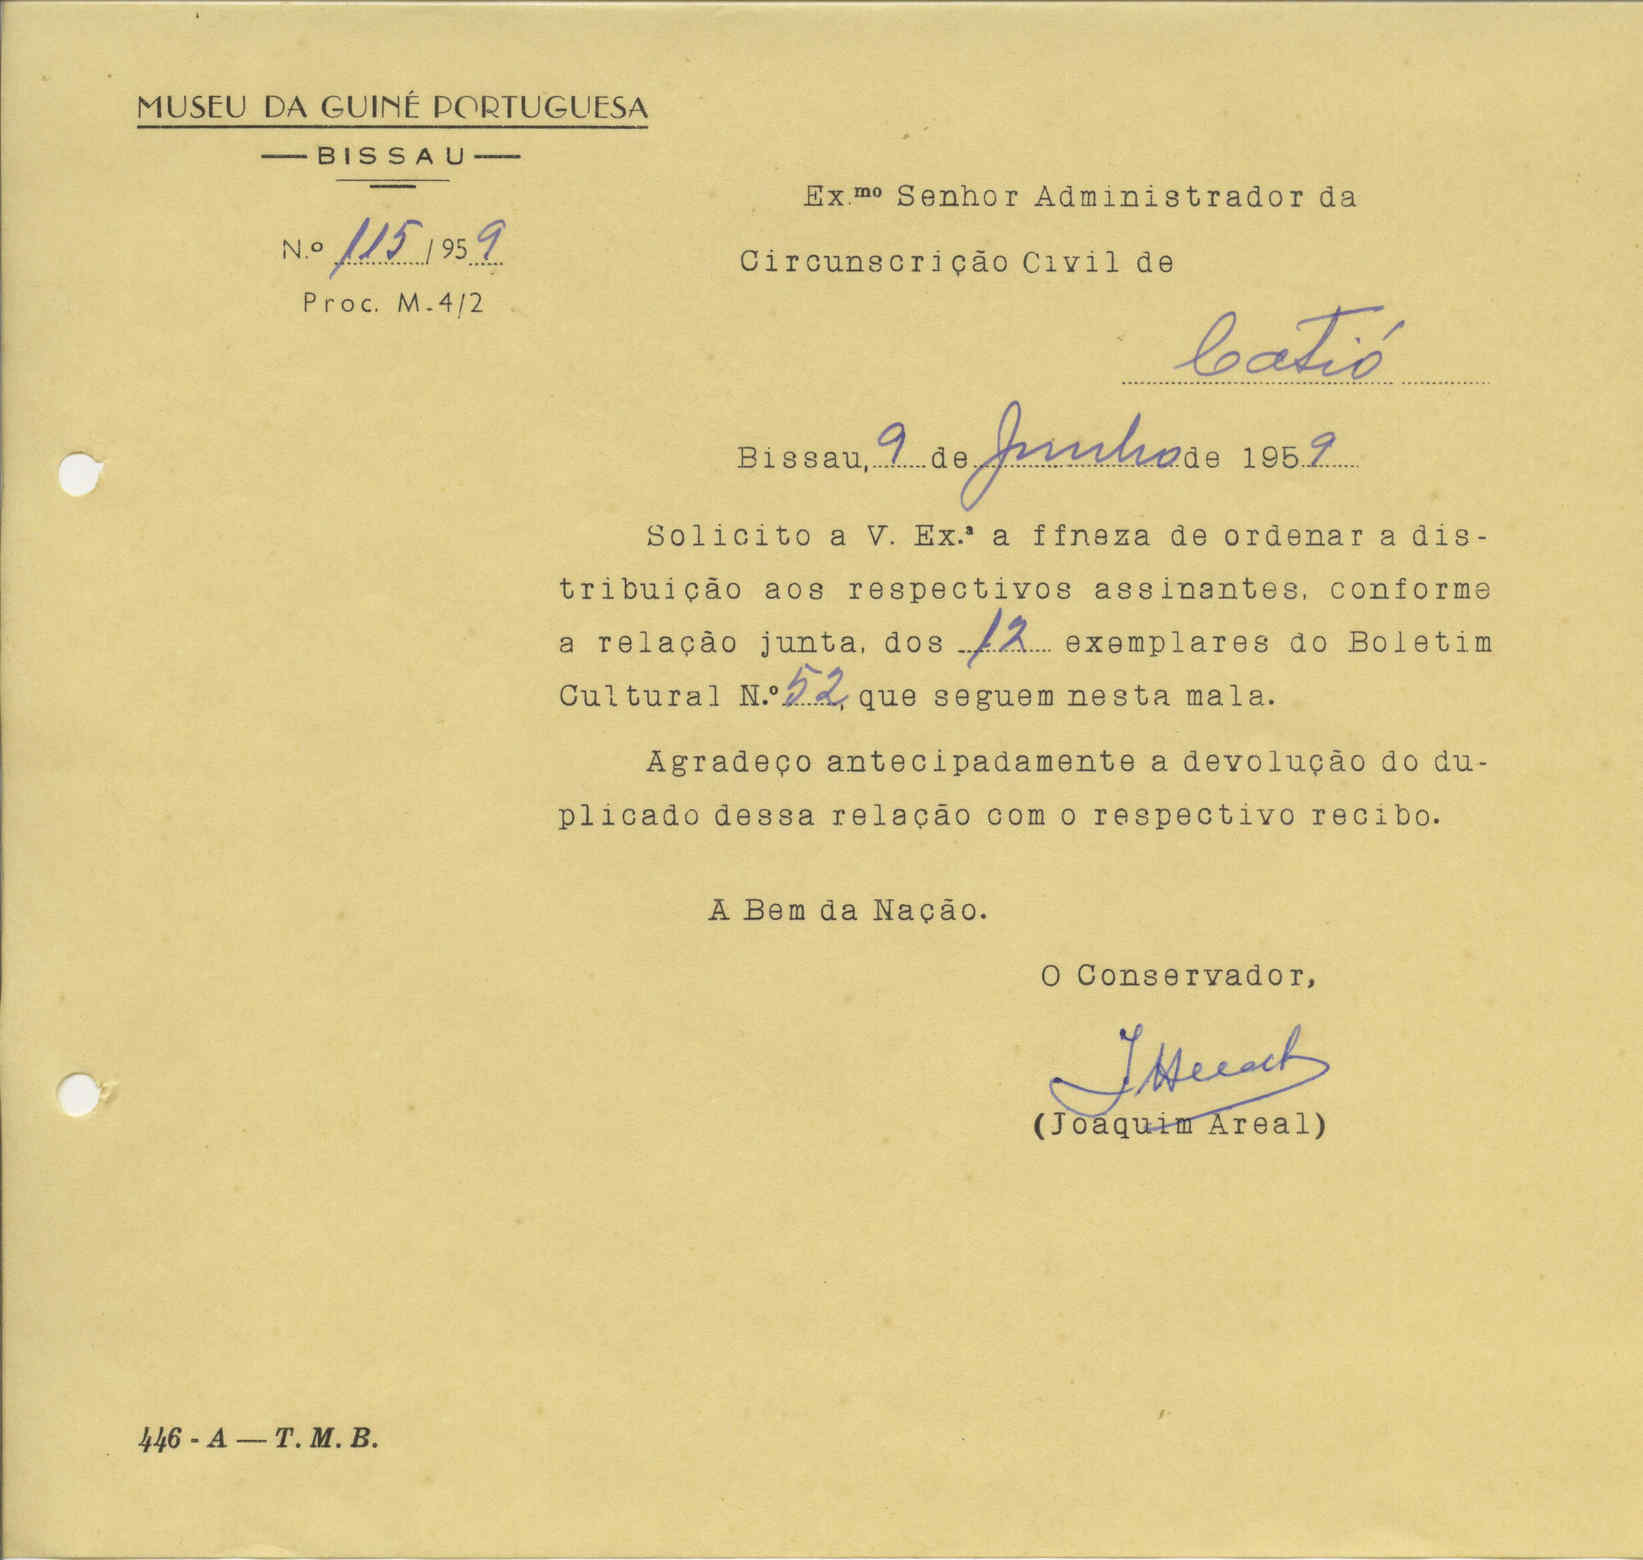 MUSEU DA GUINÉ PORTUGUESA
— BISSAU —
N.º 115/959
Proc. M-4/2
Ex.mo Senhor Administrador da
Circunscrição Civil de
Catió
Bissau, 9 de Junho de 1959
Solicito a V. Ex.ª a ffneza de ordenar a dis-
tribuição aos respectivos assinantes, conforme
a relação junta, dos 12 exemplares do Boletim
Cultural N.º 52, que seguem nesta mala.
Agradeço antecipadamente a devolução do du-
plicado dessa relação com o respectivo recibo.
A Bem da Nação.
O Conservador,
(Joaquim Areal)
446 - A — T. M. B.